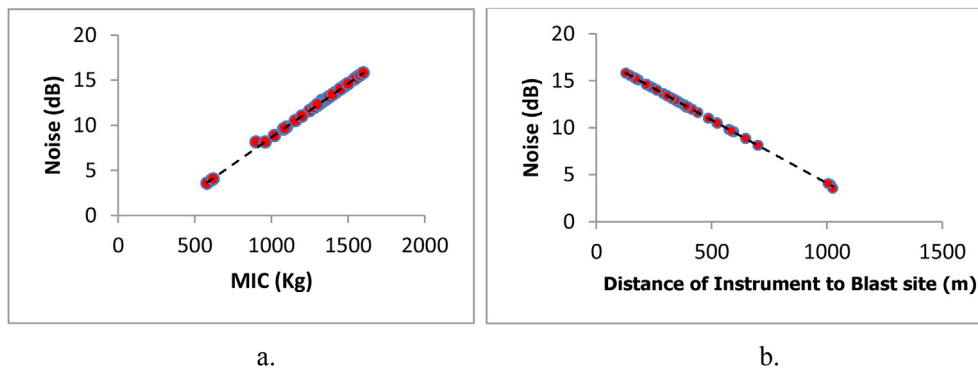 20
15
10
5
0
Noise (dB)
0 500 1000 1500 2000
MIC (Kg)
a.
20
15
10
5
0
Noise (dB)
0 500 1000 1500
Distance of Instrument to Blast site (m)
b.